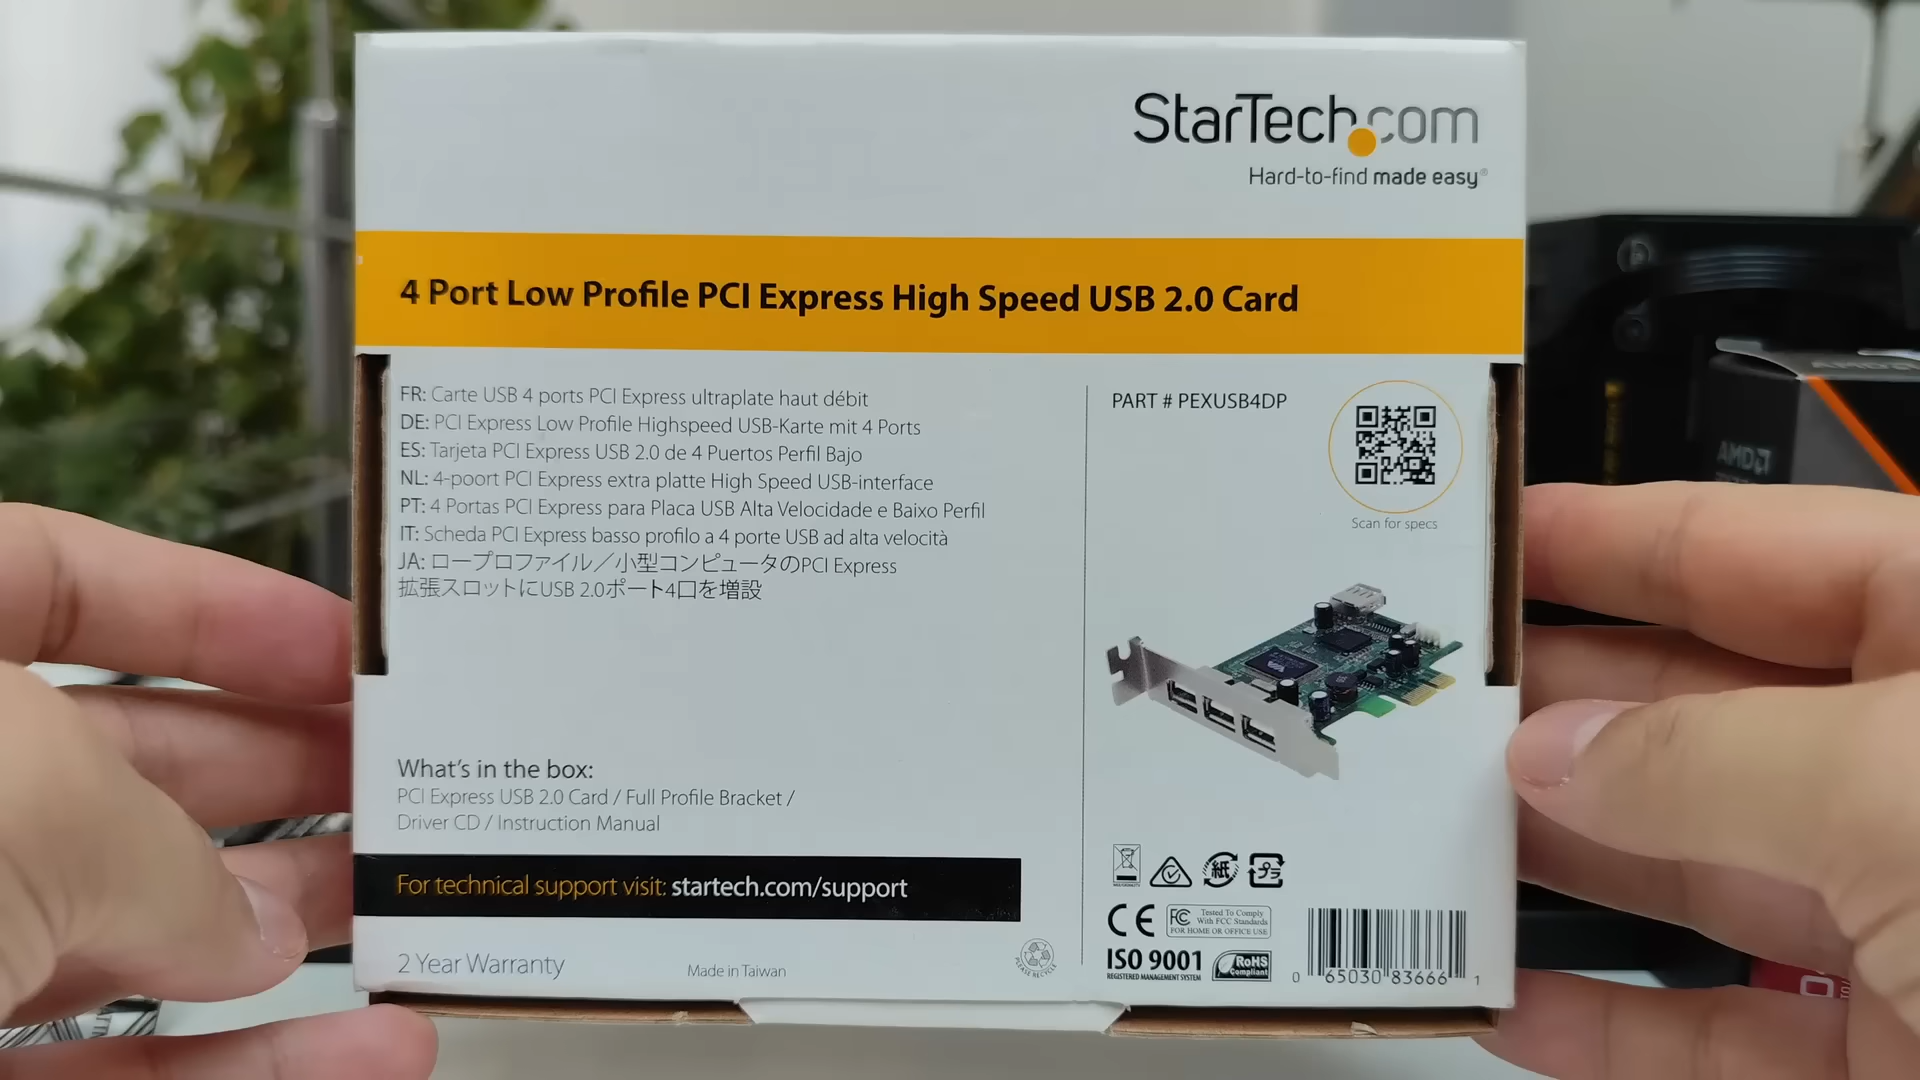 StarTech.com
Hard-to-find made easy®
4 Port Low Profile PCI Express High Speed USB 2.0 Card
FR: Carte USB 4 ports PCI Express ultraplate haut débit
DE: PCI Express Low Profile Highspeed USB-Karte mit 4 Ports
ES: Tarjeta PCI Express USB 2.0 de 4 Puertos Perfil Bajo
NL: 4-poort PCI Express extra platte High Speed USB-interface
PT: 4 Portas PCI Express para Placa USB Alta Velocidade e Baixo Perfil
IT: Scheda PCI Express basso profilo a 4 porte USB ad alta velocità
JA: ロープロファイル／小型コンピュータのPCI Express
拡張スロットにUSB 2.0ポート4口を増設
What's in the box:
PCI Express USB 2.0 Card / Full Profile Bracket /
Driver CD / Instruction Manual
For technical support visit: startech.com/support
2 Year Warranty
Made in Taiwan
PLEASE RECYCLE
PART # PEXUSB4DP
Scan for specs
VIA
紙
プラ
CE
FC
Tested To Comply
With FCC Standards
FOR HOME OR OFFICE USE
ISO 9001
REGISTERED MANAGEMENT SYSTEM
RoHS
Compliant
0 65030 83666 1
AMD